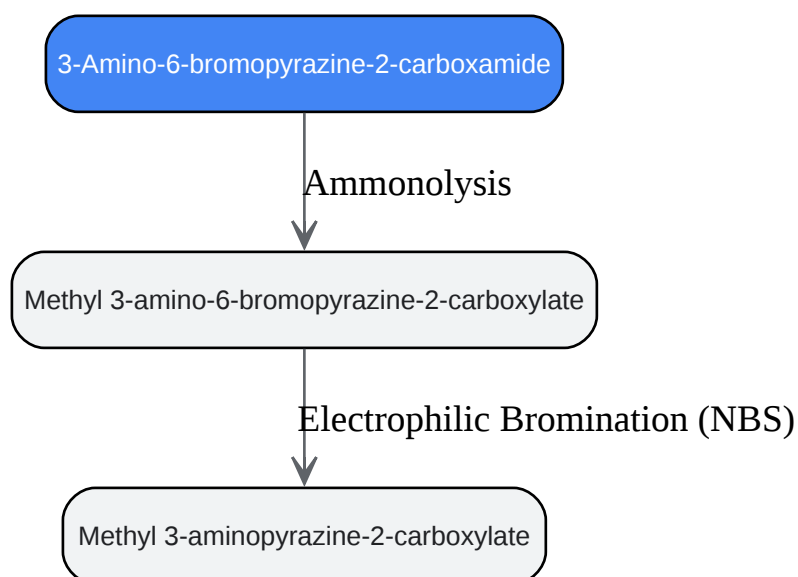 3-Amino-6-bromopyrazine-2-carboxamide
Ammonolysis
Methyl 3-amino-6-bromopyrazine-2-carboxylate
Electrophilic Bromination (NBS)
Methyl 3-aminopyrazine-2-carboxylate